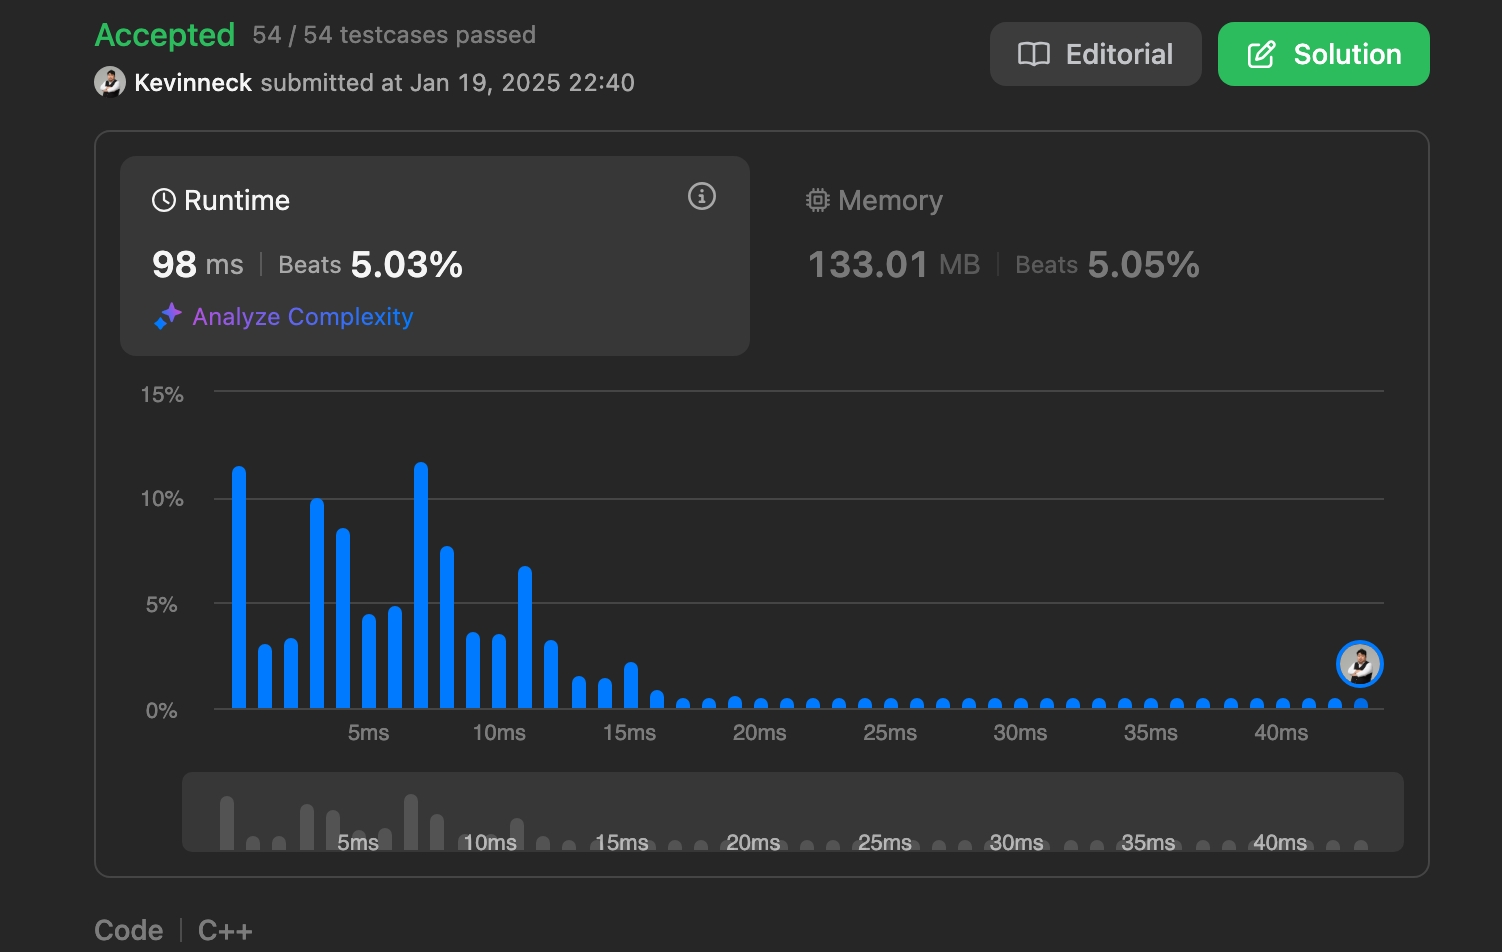 Accepted 54 / 54 testcases passed
Editorial
Solution
Kevinneck submitted at Jan 19, 2025 22:40
Runtime
98 ms | Beats 5.03%
Analyze Complexity
Memory
133.01 MB | Beats 5.05%
15%
10%
5%
0%
5ms 10ms 15ms 20ms 25ms 30ms 35ms 40ms
5ms 10ms 15ms 20ms 25ms 30ms 35ms 40ms
Code | C++